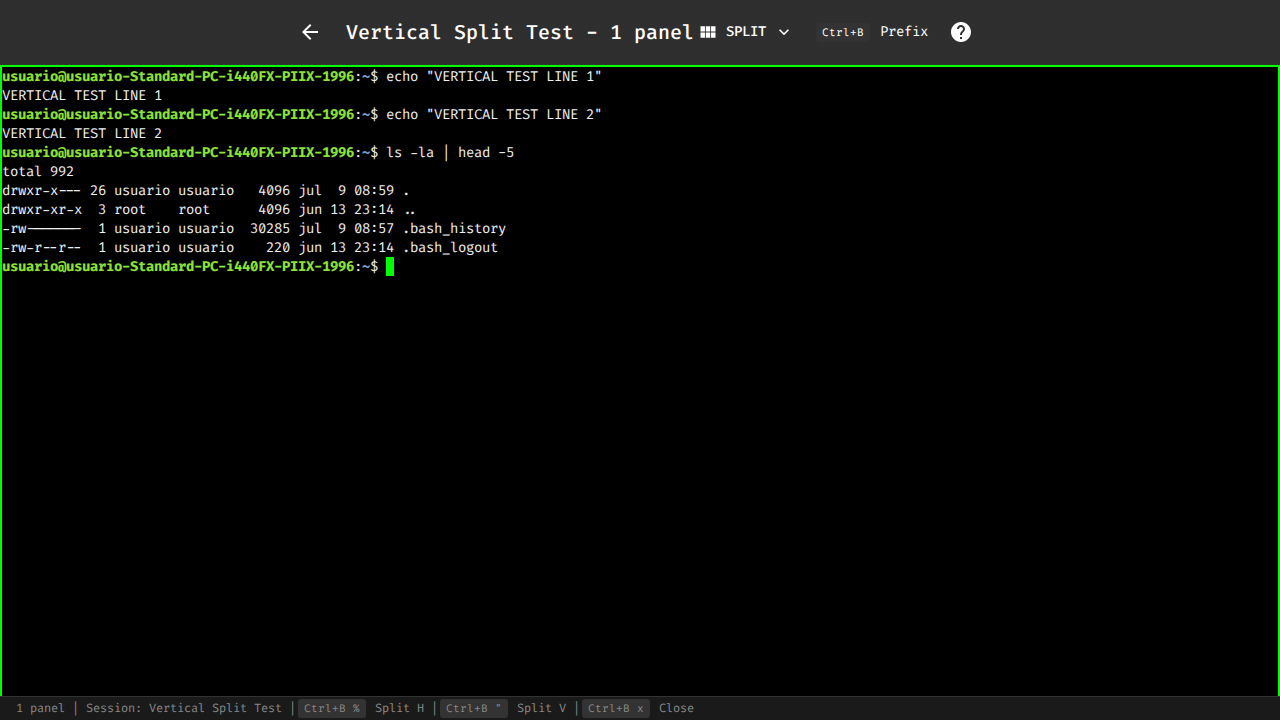 Vertical Split Test - 1 panel SPLIT Ctrl+B Prefix ?
usuario@usuario-Standard-PC-i440FX-PIIX-1996:~$ echo "VERTICAL TEST LINE 1"
VERTICAL TEST LINE 1
usuario@usuario-Standard-PC-i440FX-PIIX-1996:~$ echo "VERTICAL TEST LINE 2"
VERTICAL TEST LINE 2
usuario@usuario-Standard-PC-i440FX-PIIX-1996:~$ ls -la | head -5
total 992
drwxr-x--- 26 usuario usuario   4096 jul  9 08:59 .
drwxr-xr-x  3 root    root      4096 jun 13 23:14 ..
-rw-------  1 usuario usuario  30285 jul  9 08:57 .bash_history
-rw-r--r--  1 usuario usuario    220 jun 13 23:14 .bash_logout
usuario@usuario-Standard-PC-i440FX-PIIX-1996:~$
1 panel | Session: Vertical Split Test | Ctrl+B % Split H | Ctrl+B " Split V | Ctrl+B x Close